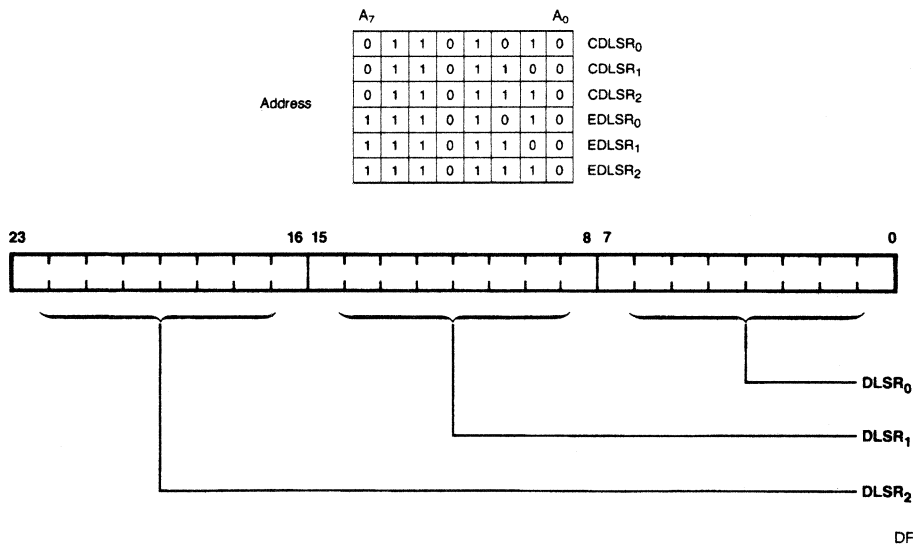 A7 A0
0 1 1 0 1 0 1 0 CDLSR0
0 1 1 0 1 1 0 0 CDLSR1
0 1 1 0 1 1 1 0 CDLSR2
Address
1 1 1 0 1 0 1 0 EDLSR0
1 1 1 0 1 1 0 0 EDLSR1
1 1 1 0 1 1 1 0 EDLSR2
23 16 15 8 7 0
DLSR0
DLSR1
DLSR2
DF